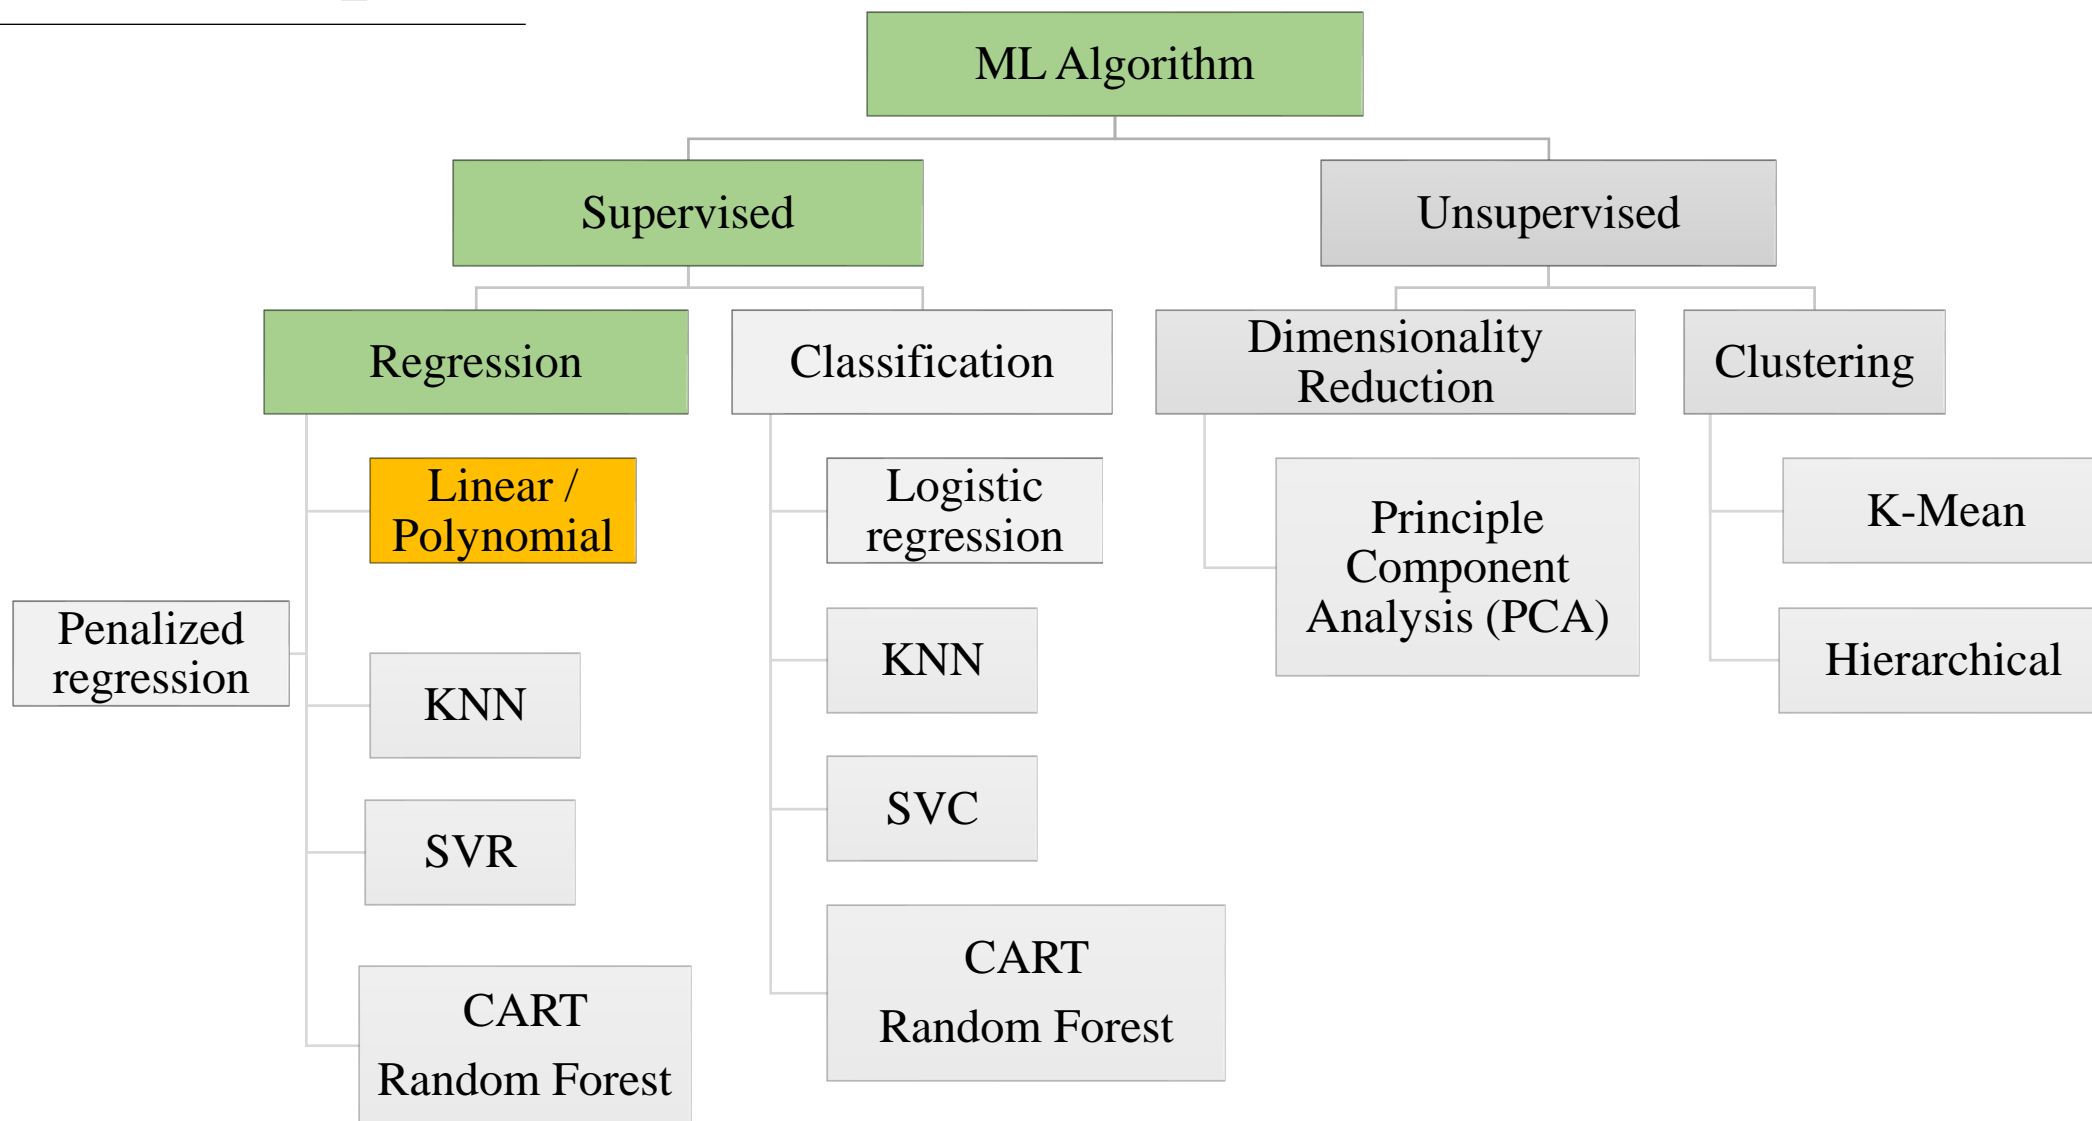 ML Algorithm
Supervised
Unsupervised
Regression
Classification
Dimensionality
Reduction
Clustering
Linear /
Polynomial
Penalized
regression
KNN
SVR
CART
Random Forest
Logistic
regression
KNN
SVC
CART
Random Forest
Principle
Component
Analysis (PCA)
K-Mean
Hierarchical